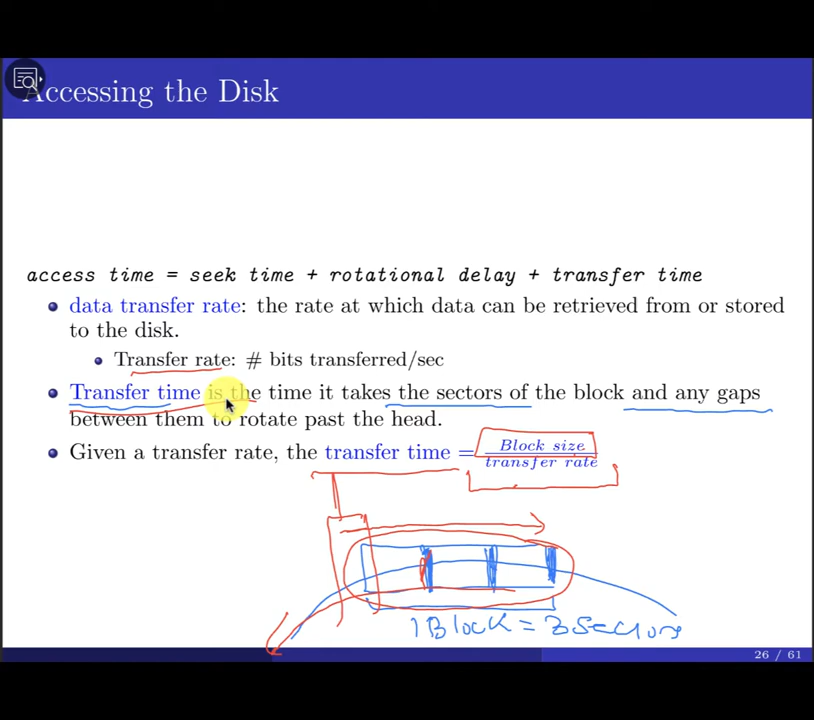 Accessing the Disk
access time = seek time + rotational delay + transfer time
data transfer rate: the rate at which data can be retrieved from or stored
to the disk.
Transfer rate: # bits transferred/sec
Transfer time is the time it takes the sectors of the block and any gaps
between them to rotate past the head.
Given a transfer rate, the transfer time = Block size
transfer rate
1 Block = 3 sectors
26 / 61